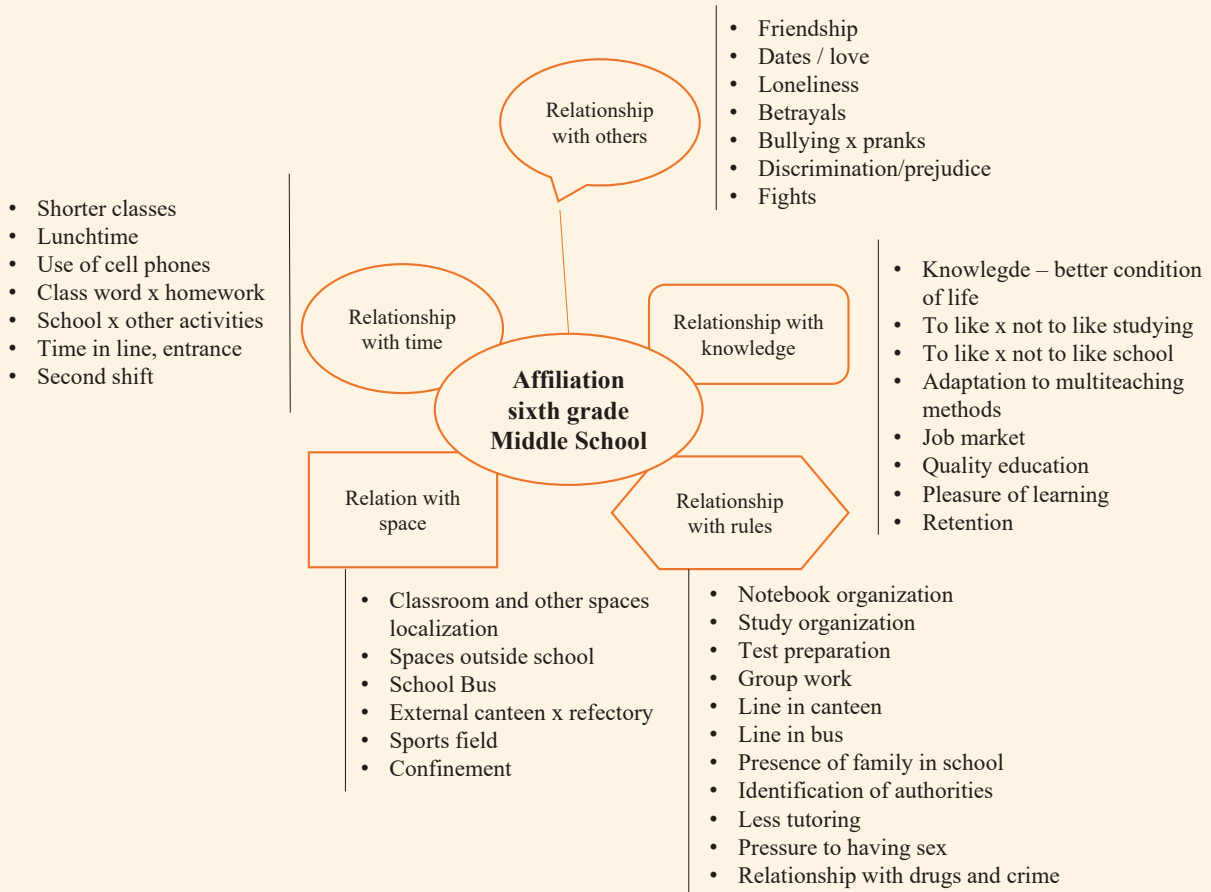 Relationship
with others
• Friendship
• Dates / love
• Loneliness
• Betrayals
• Bullying x pranks
• Discrimination/prejudice
• Fights
• Shorter classes
• Lunchtime
• Use of cell phones
• Class word x homework
• School x other activities
• Time in line, entrance
• Second shift
Relationship
with time
Relationship with
knowledge
• Knowlegde – better condition
of life
• To like x not to like studying
• To like x not to like school
• Adaptation to multiteaching
methods
• Job market
• Quality education
• Pleasure of learning
• Retention
Affiliation
sixth grade
Middle School
Relation with
space
Relationship
with rules
• Classroom and other spaces
localization
• Spaces outside school
• School Bus
• External canteen x refectory
• Sports field
• Confinement
• Notebook organization
• Study organization
• Test preparation
• Group work
• Line in canteen
• Line in bus
• Presence of family in school
• Identification of authorities
• Less tutoring
• Pressure to having sex
• Relationship with drugs and crime